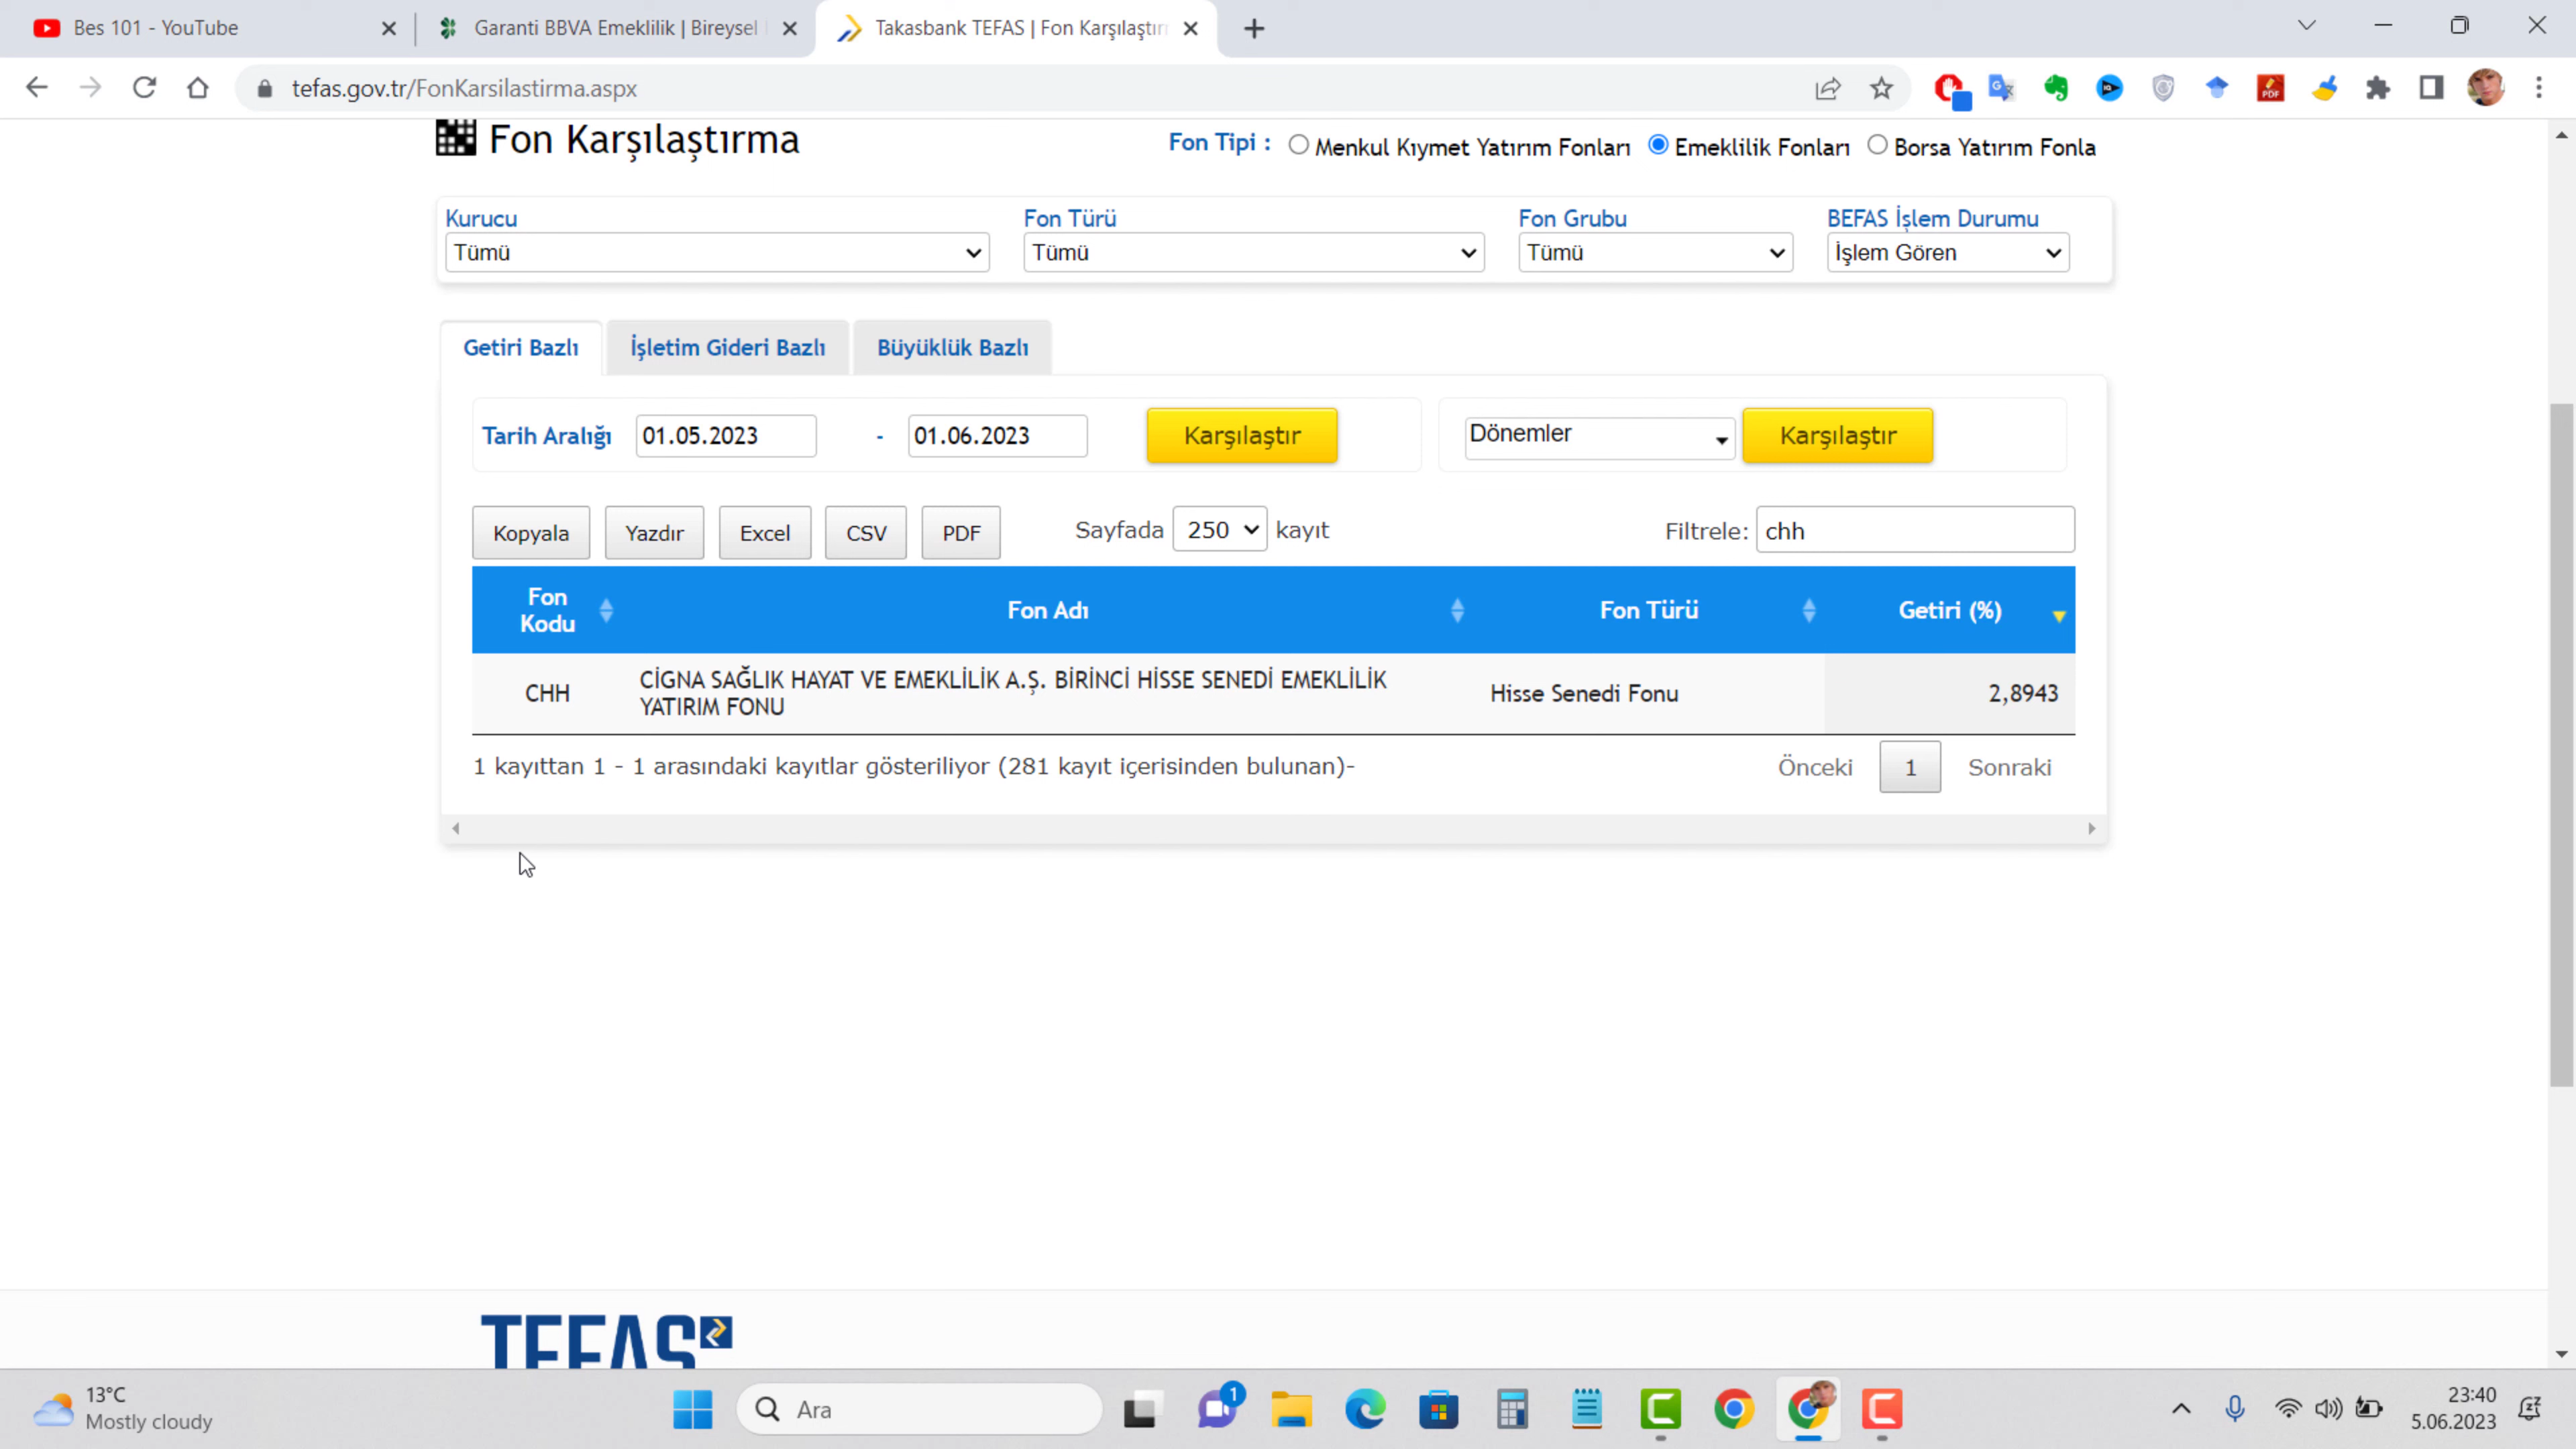 Bes 101 - YouTube
Garanti BBVA Emeklilik | Bireysel
Takasbank TEFAS | Fon Karşılaştır
tefas.gov.tr/FonKarsilastirma.aspx
Fon Karşılaştırma
Fon Tipi : Menkul Kıymet Yatırım Fonları Emeklilik Fonları Borsa Yatırım Fonla
Kurucu Fon Türü Fon Grubu BEFAS İşlem Durumu
Tümü Tümü Tümü İşlem Gören
Getiri Bazlı İşletim Gideri Bazlı Büyüklük Bazlı
Tarih Aralığı 01.05.2023 - 01.06.2023 Karşılaştır Dönemler Karşılaştır
Kopyala Yazdır Excel CSV PDF Sayfada 250 kayıt Filtrele: chh
Fon Kodu Fon Adı Fon Türü Getiri (%)
CHH CİGNA SAĞLIK HAYAT VE EMEKLİLİK A.Ş. BİRİNCİ HİSSE SENEDİ EMEKLİLİK YATIRIM FONU Hisse Senedi Fonu 2,8943
1 kayıttan 1 - 1 arasındaki kayıtlar gösteriliyor (281 kayıt içerisinden bulunan)- Önceki 1 Sonraki
TEFAS
13°C
Mostly cloudy
Ara
1
23:40
5.06.2023